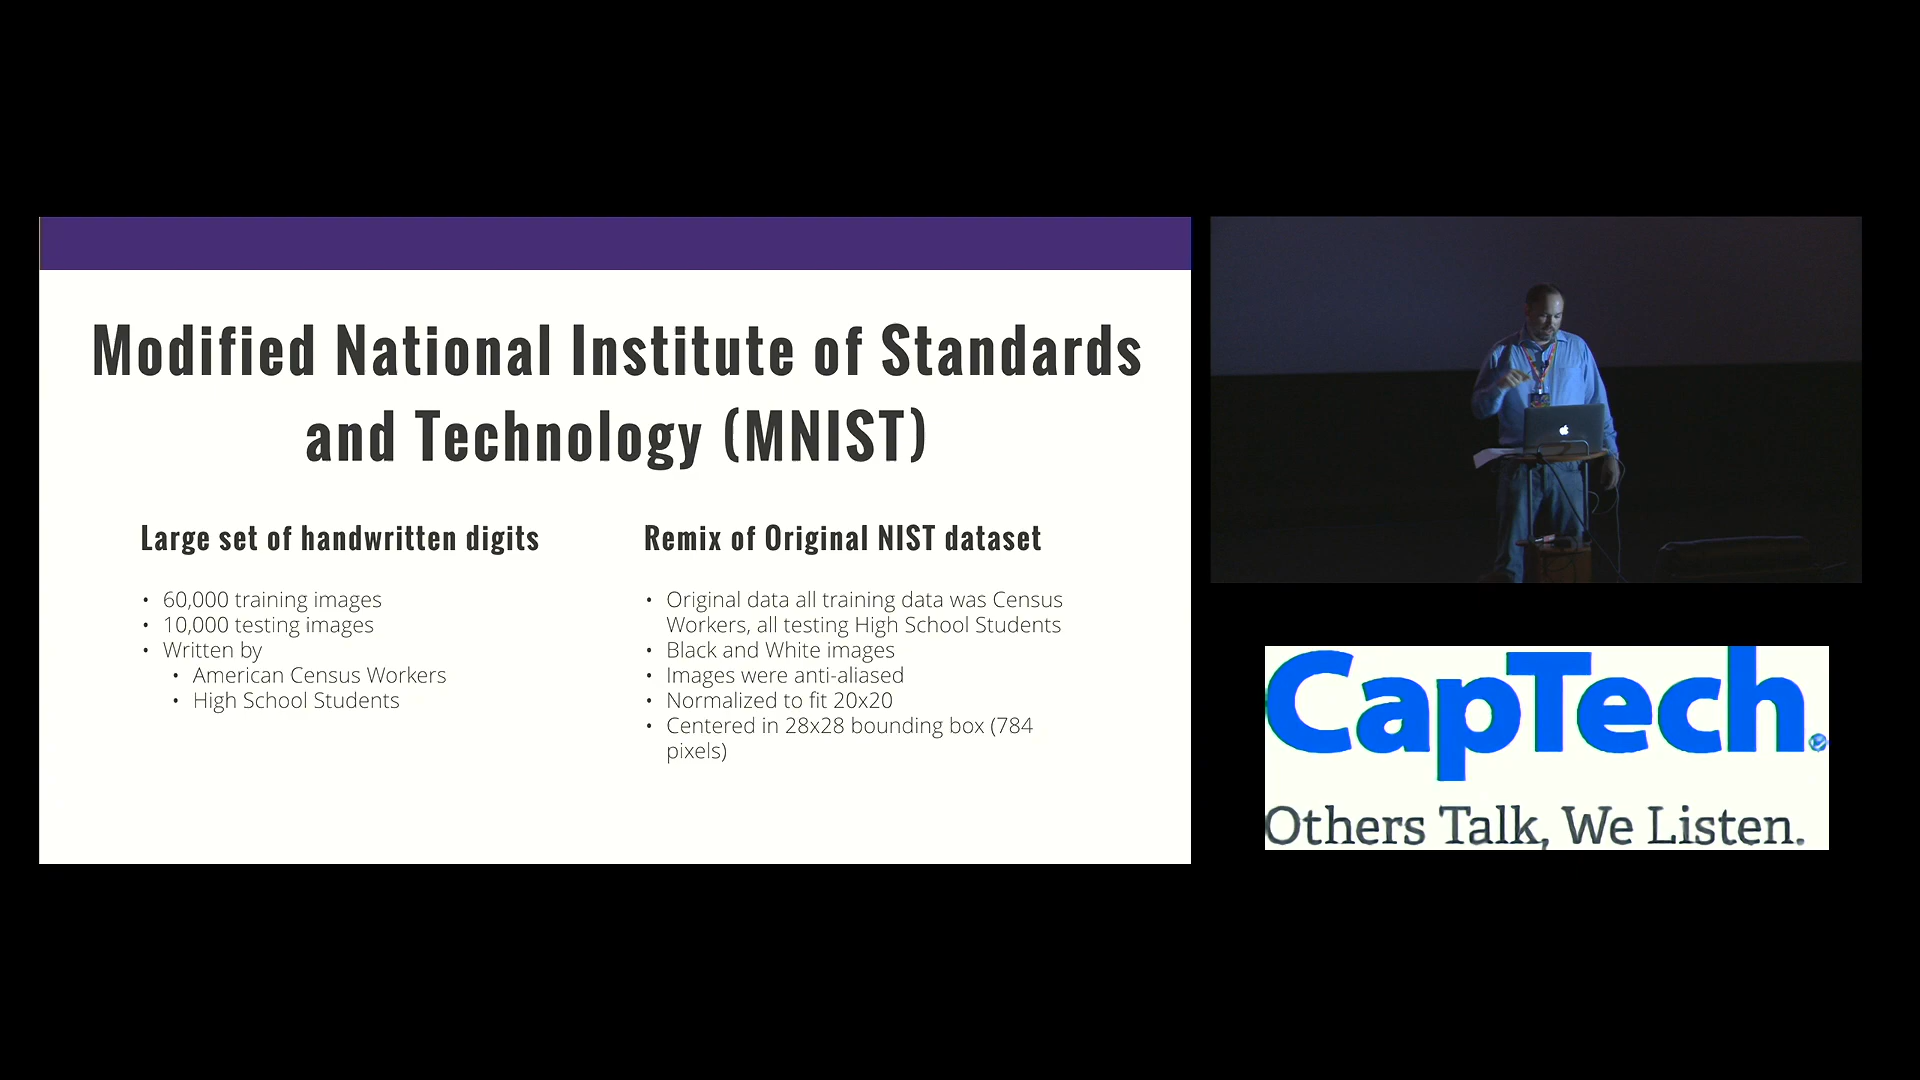 Modified National Institute of Standards
and Technology (MNIST)
Large set of handwritten digits
• 60,000 training images
• 10,000 testing images
• Written by
• American Census Workers
• High School Students
Remix of Original NIST dataset
• Original data all training data was Census
Workers, all testing High School Students
• Black and White images
• Images were anti-aliased
• Normalized to fit 20x20
• Centered in 28x28 bounding box (784
pixels)
CapTech.
Others Talk, We Listen.